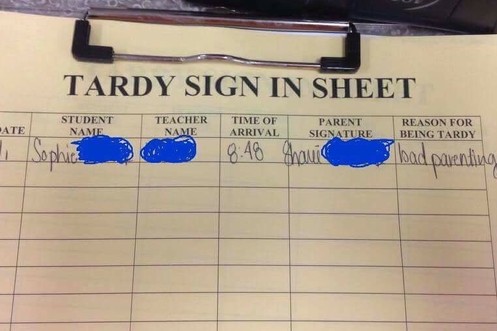 TARDY SIGN IN SHEET
DATE STUDENT NAME TEACHER NAME TIME OF ARRIVAL PARENT SIGNATURE REASON FOR BEING TARDY
Sophie 8:48 bad parenting